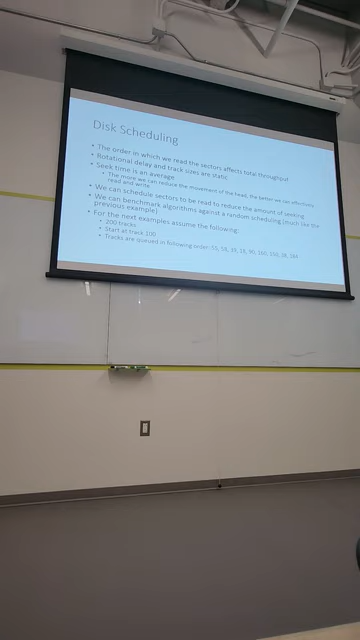 Disk Scheduling
• The order in which we read the sectors affects total throughput
• Rotational delay and track sizes are static
• Seek time is an average
• The more we can reduce the movement of the head, the better we can effectively
read and write
• We can schedule sectors to be read to reduce the amount of seeking
• We can benchmark algorithms against a random scheduling (much like the
previous example)
• For the next examples assume the following:
• 200 tracks
• Start at track 100
• Tracks are queued in following order: 55, 58, 39, 18, 90, 160, 150, 38, 184